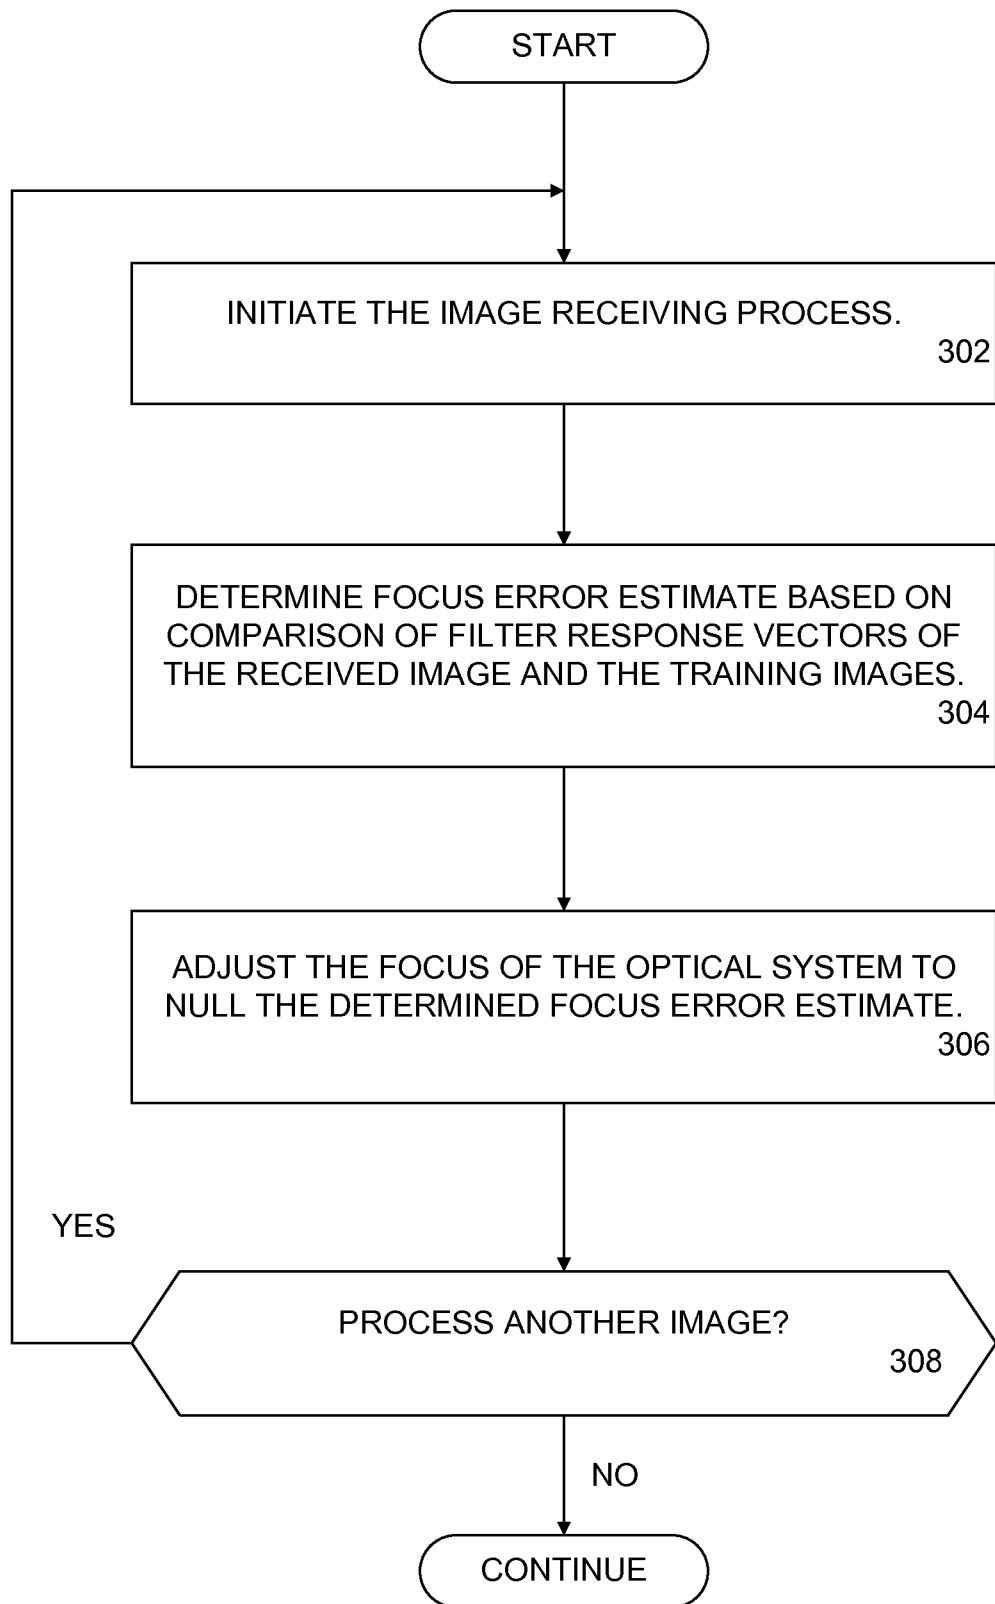 START
INITIATE THE IMAGE RECEIVING PROCESS.
302
DETERMINE FOCUS ERROR ESTIMATE BASED ON
COMPARISON OF FILTER RESPONSE VECTORS OF
THE RECEIVED IMAGE AND THE TRAINING IMAGES.
304
ADJUST THE FOCUS OF THE OPTICAL SYSTEM TO
NULL THE DETERMINED FOCUS ERROR ESTIMATE.
306
YES
PROCESS ANOTHER IMAGE?
308
NO
CONTINUE